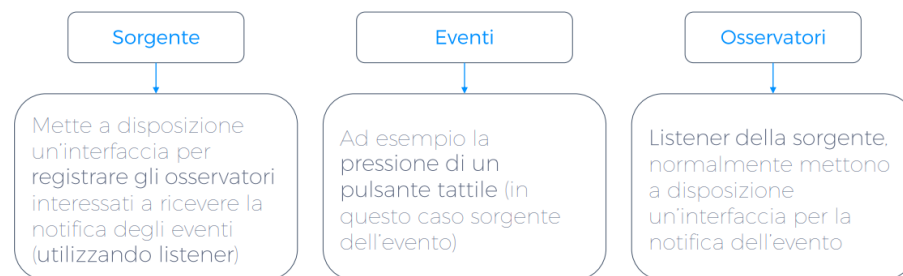 Sorgente
Eventi
Osservatori
Mette a disposizione
un'interfaccia per
registrare gli osservatori
interessati a ricevere la
notifica degli eventi
(utilizzando listener)
Ad esempio la
pressione di un
pulsante tattile (in
questo caso sorgente
dell'evento)
Listener della sorgente,
normalmente mettono
a disposizione
un'interfaccia per la
notifica dell'evento